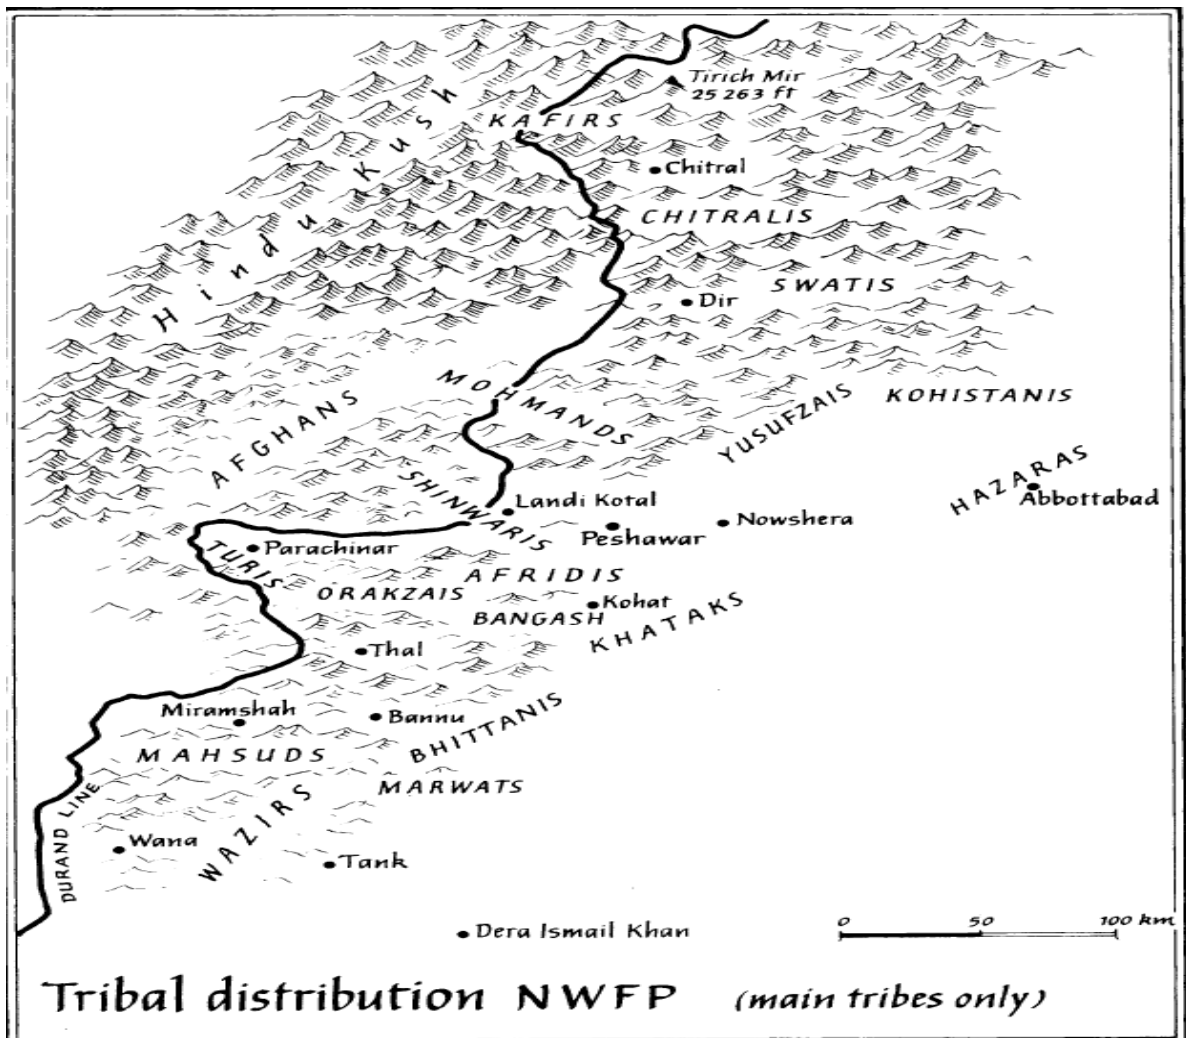 Tirich Mir
25 263 ft
Hindu Kush
KAFIRS
Chitral
CHITRALIS
SWATIS
Dir
MOHMANDS
AFGHANS
YUSUFZAIS
KOHISTANIS
HAZARAS
Abbottabad
SHINWARIS
Landi Kotal
Peshawar
Nowshera
TURIS
Parachinar
AFRIDIS
ORAKZAIS
Kohat
BANGASH
KHATAKS
Thal
Miramshah
Bannu
BHITTANIS
MAHSUDS
MARWATS
WAZIRS
DURAND LINE
Wana
Tank
Dera Ismail Khan
0 50 100 km
Tribal distribution NWFP (main tribes only)